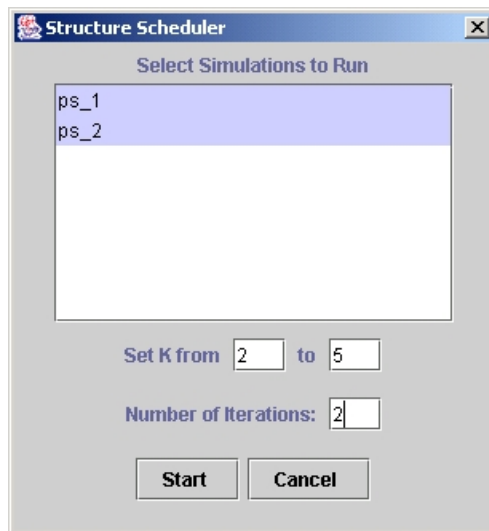 Structure Scheduler
Select Simulations to Run
ps_1
ps_2
Set K from 2 to 5
Number of Iterations: 2
Start Cancel